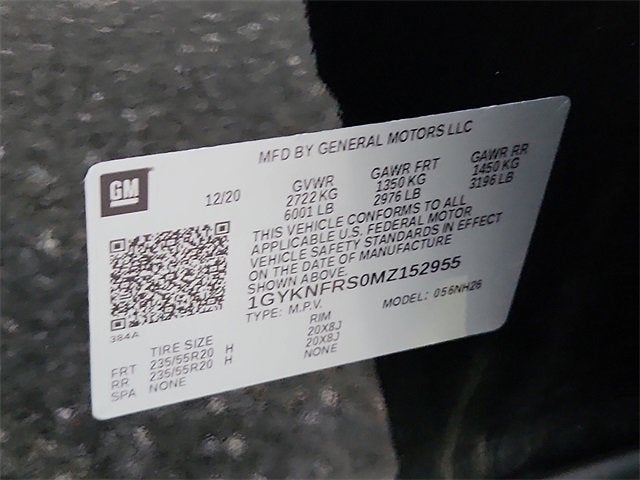 MFD BY GENERAL MOTORS LLC
GM
12/20
GVWR
2722 KG
6001 LB
GAWR FRT
1350 KG
2976 LB
GAWR RR
1450 KG
3196 LB
THIS VEHICLE CONFORMS TO ALL
APPLICABLE U.S. FEDERAL MOTOR
VEHICLE SAFETY STANDARDS IN EFFECT
ON THE DATE OF MANUFACTURE
SHOWN ABOVE.
1GYKNFRS0MZ152955
TYPE: M.P.V. MODEL: 056NH26
384A
TIRE SIZE RIM
FRT 235/55R20 H 20X8J
RR 235/55R20 H 20X8J
SPA NONE NONE